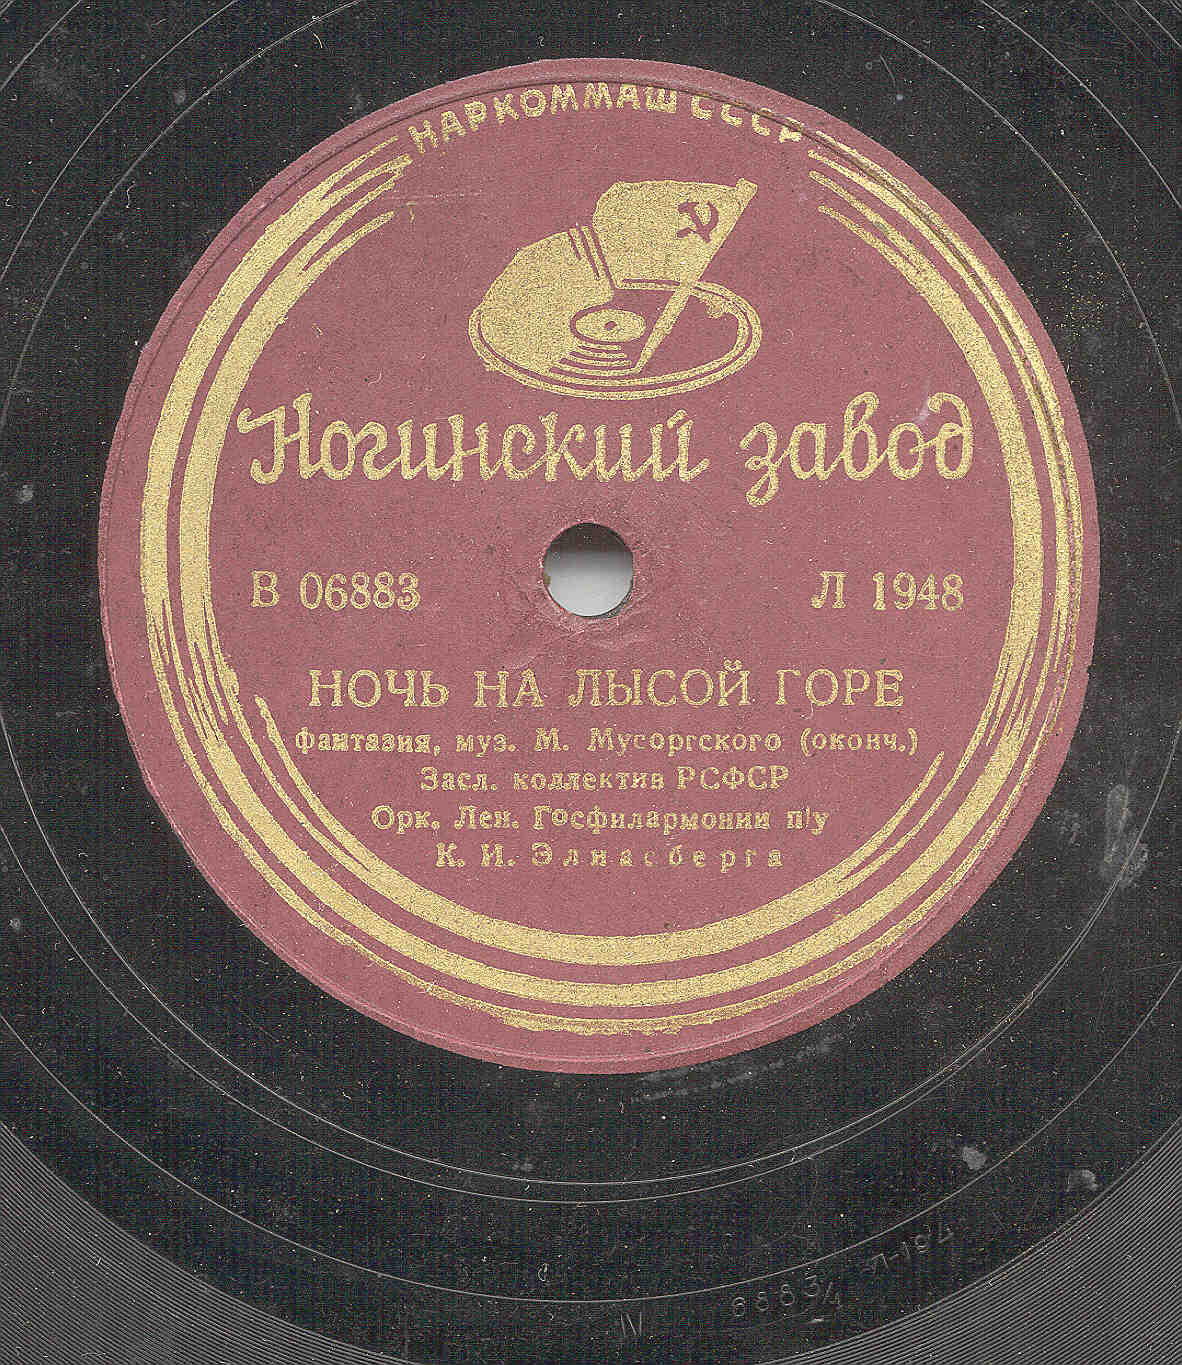 НАРКОММАШ СССР
Ногинский завод
В 06883
Л 1948
НОЧЬ НА ЛЫСОЙ ГОРЕ
фантазия, муз. М. Мусоргского (оконч.)
Засл. коллектив РСФСР
Орк. Лен. Госфилармонии п/у
К. И. Элиасберга
IV